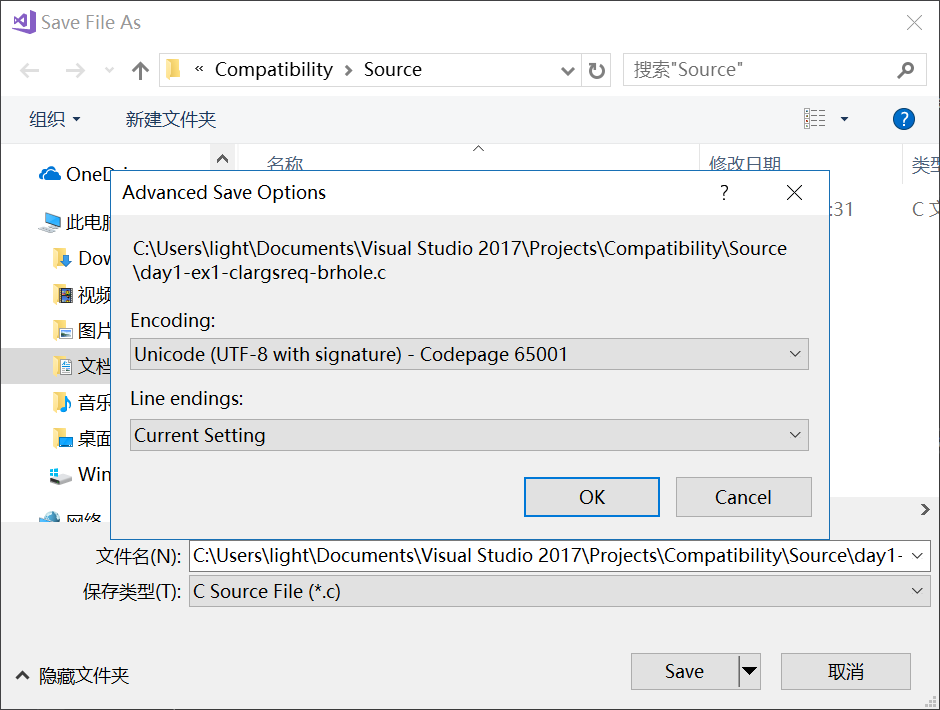 Save File As
« Compatibility › Source
搜索"Source"
组织
新建文件夹
?
名称
修改日期
类型
OneDri
:31
C 文
此电脑
Dow
视频
图片
文档
音乐
桌面
Win
网络
Advanced Save Options
?
C:\Users\light\Documents\Visual Studio 2017\Projects\Compatibility\Source
\day1-ex1-clargsreq-brhole.c
Encoding:
Unicode (UTF-8 with signature) - Codepage 65001
Line endings:
Current Setting
OK
Cancel
文件名(N):
C:\Users\light\Documents\Visual Studio 2017\Projects\Compatibility\Source\day1-
保存类型(T):
C Source File (*.c)
隐藏文件夹
Save
取消